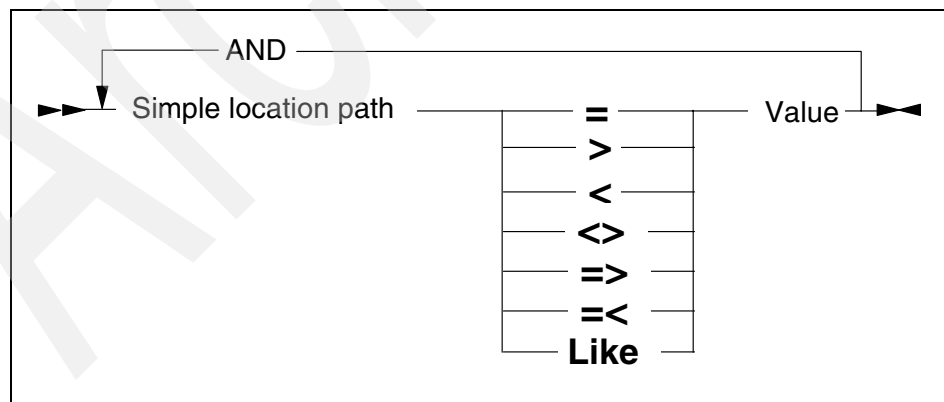 AND
Simple location path = Value
>
<
<>
=>
=<
Like